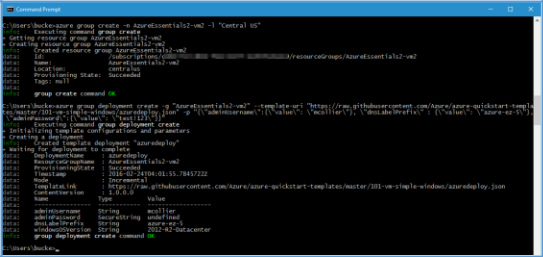 Command Prompt
C:\Users\bucke>azure group create -n AzureEssentials2-vm2 -l "Central US"
info: Executing command group create
+ Getting resource group AzureEssentials2-vm2
+ Creating resource group AzureEssentials2-vm2
info: Created resource group AzureEssentials2-vm2
data: Id: /subscriptions/ /resourceGroups/AzureEssentials2-vm2
data: Name: AzureEssentials2-vm2
data: Location: centralus
data: Provisioning State: Succeeded
data: Tags: null
data:
info: group create command OK
C:\Users\bucke>azure group deployment create -g "AzureEssentials2-vm2" --template-uri "https://raw.githubusercontent.com/Azure/azure-quickstart-templa
tes/master/101-vm-simple-windows/azuredeploy.json" -p "{\"adminUsername\":{\"value\": \"mcollier\"}, \"dnsLabelPrefix\" : {\"value\": \"azure-ez-5\"},
\"adminPassword\":{\"value\":
info: Executing command group deployment create
+ Initializing template configurations and parameters
+ Creating a deployment
info: Created template deployment "azuredeploy"
+ Waiting for deployment to complete
data: DeploymentName : azuredeploy
data: ResourceGroupName : AzureEssentials2-vm2
data: ProvisioningState : Succeeded
data: Timestamp : 2016-02-24T04:01:55.7845722Z
data: Mode : Incremental
data: TemplateLink : https://raw.githubusercontent.com/Azure/azure-quickstart-templates/master/101-vm-simple-windows/azuredeploy.json
data: ContentVersion : 1.0.0.0
data: Name Type Value
data: adminUsername String mcollier
data: adminPassword SecureString undefined
data: dnsLabelPrefix String azure-ez-5
data: windowsOSVersion String 2012-R2-Datacenter
info: group deployment create command OK
C:\Users\bucke>